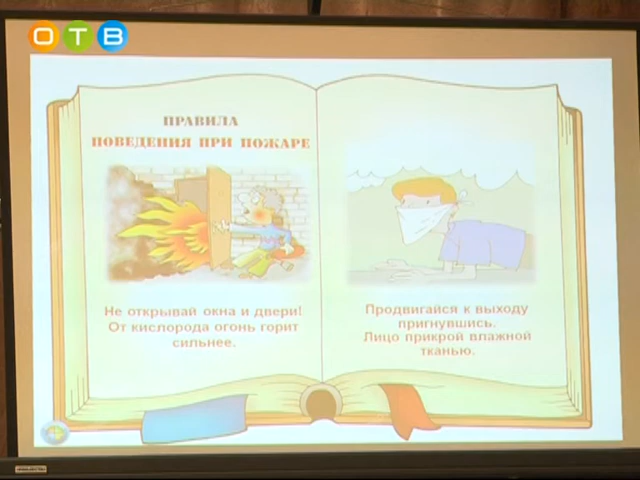 ОТВ
ПРАВИЛА
ПОВЕДЕНИЯ ПРИ ПОЖАРЕ
Не открывай окна и двери!
От кислорода огонь горит
сильнее.
Продвигайся к выходу
пригнувшись.
Лицо прикрой влажной
тканью.